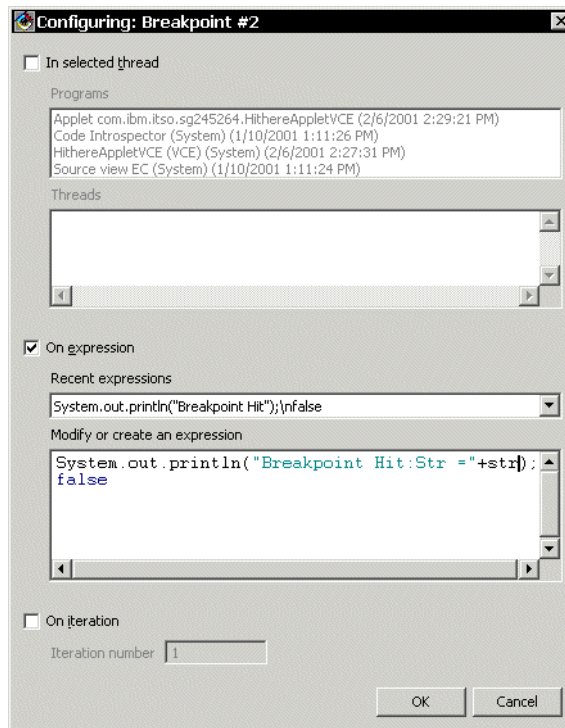 Configuring: Breakpoint #2
In selected thread
Programs
Applet com.ibm.itso.sg245264.HithereAppletVCE (2/6/2001 2:29:21 PM)
Code Introspector (System) (1/10/2001 1:11:26 PM)
HithereAppletVCE (VCE) (System) (2/6/2001 2:27:31 PM)
Source view EC (System) (1/10/2001 1:11:24 PM)
Threads
On expression
Recent expressions
System.out.println("Breakpoint Hit");\nfalse
Modify or create an expression
System.out.println("Breakpoint Hit:Str ="+str);
false
On iteration
Iteration number 1
OK Cancel